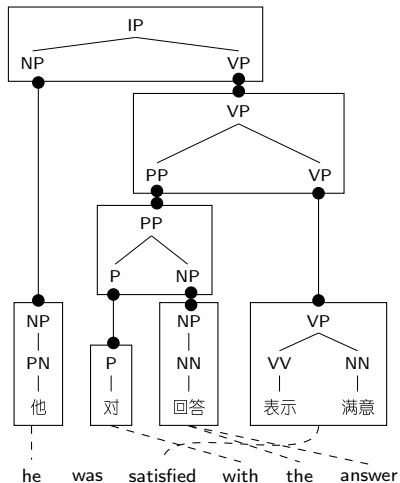 IP
NP VP
VP
PP VP
PP
P NP
NP NP VP
PN P NN VV NN
他 对 回答 表示 满意
he was satisfied with the answer